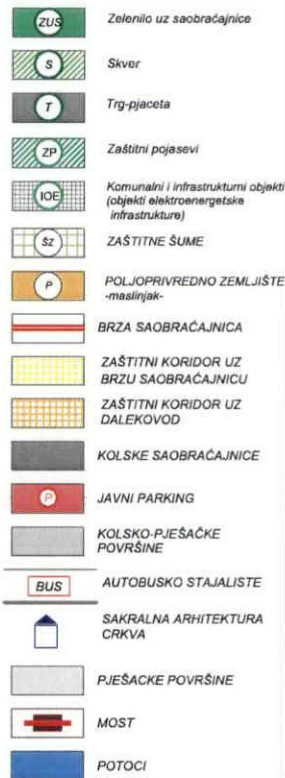 ZUS Zelenilo uz saobraćajnice
S Skver
T Trg-pjaceta
ZP Zaštitni pojasevi
IOE Komunalni i infrastrukturni objekti
(objekti elektroenergetske
infrastrukture)
ŠZ ZAŠTITNE ŠUME
P POLJOPRIVREDNO ZEMLJIŠTE
-maslinjak-
BRZA SAOBRAĆAJNICA
ZAŠTITNI KORIDOR UZ
BRZU SAOBRAĆAJNICU
ZAŠTITNI KORIDOR UZ
DALEKOVOD
KOLSKE SAOBRAĆAJNICE
P JAVNI PARKING
KOLSKO-PJEŠAČKE
POVRŠINE
BUS AUTOBUSKO STAJALISTE
SAKRALNA ARHITEKTURA
CRKVA
PJEŠACKE POVRŠINE
MOST
POTOCI